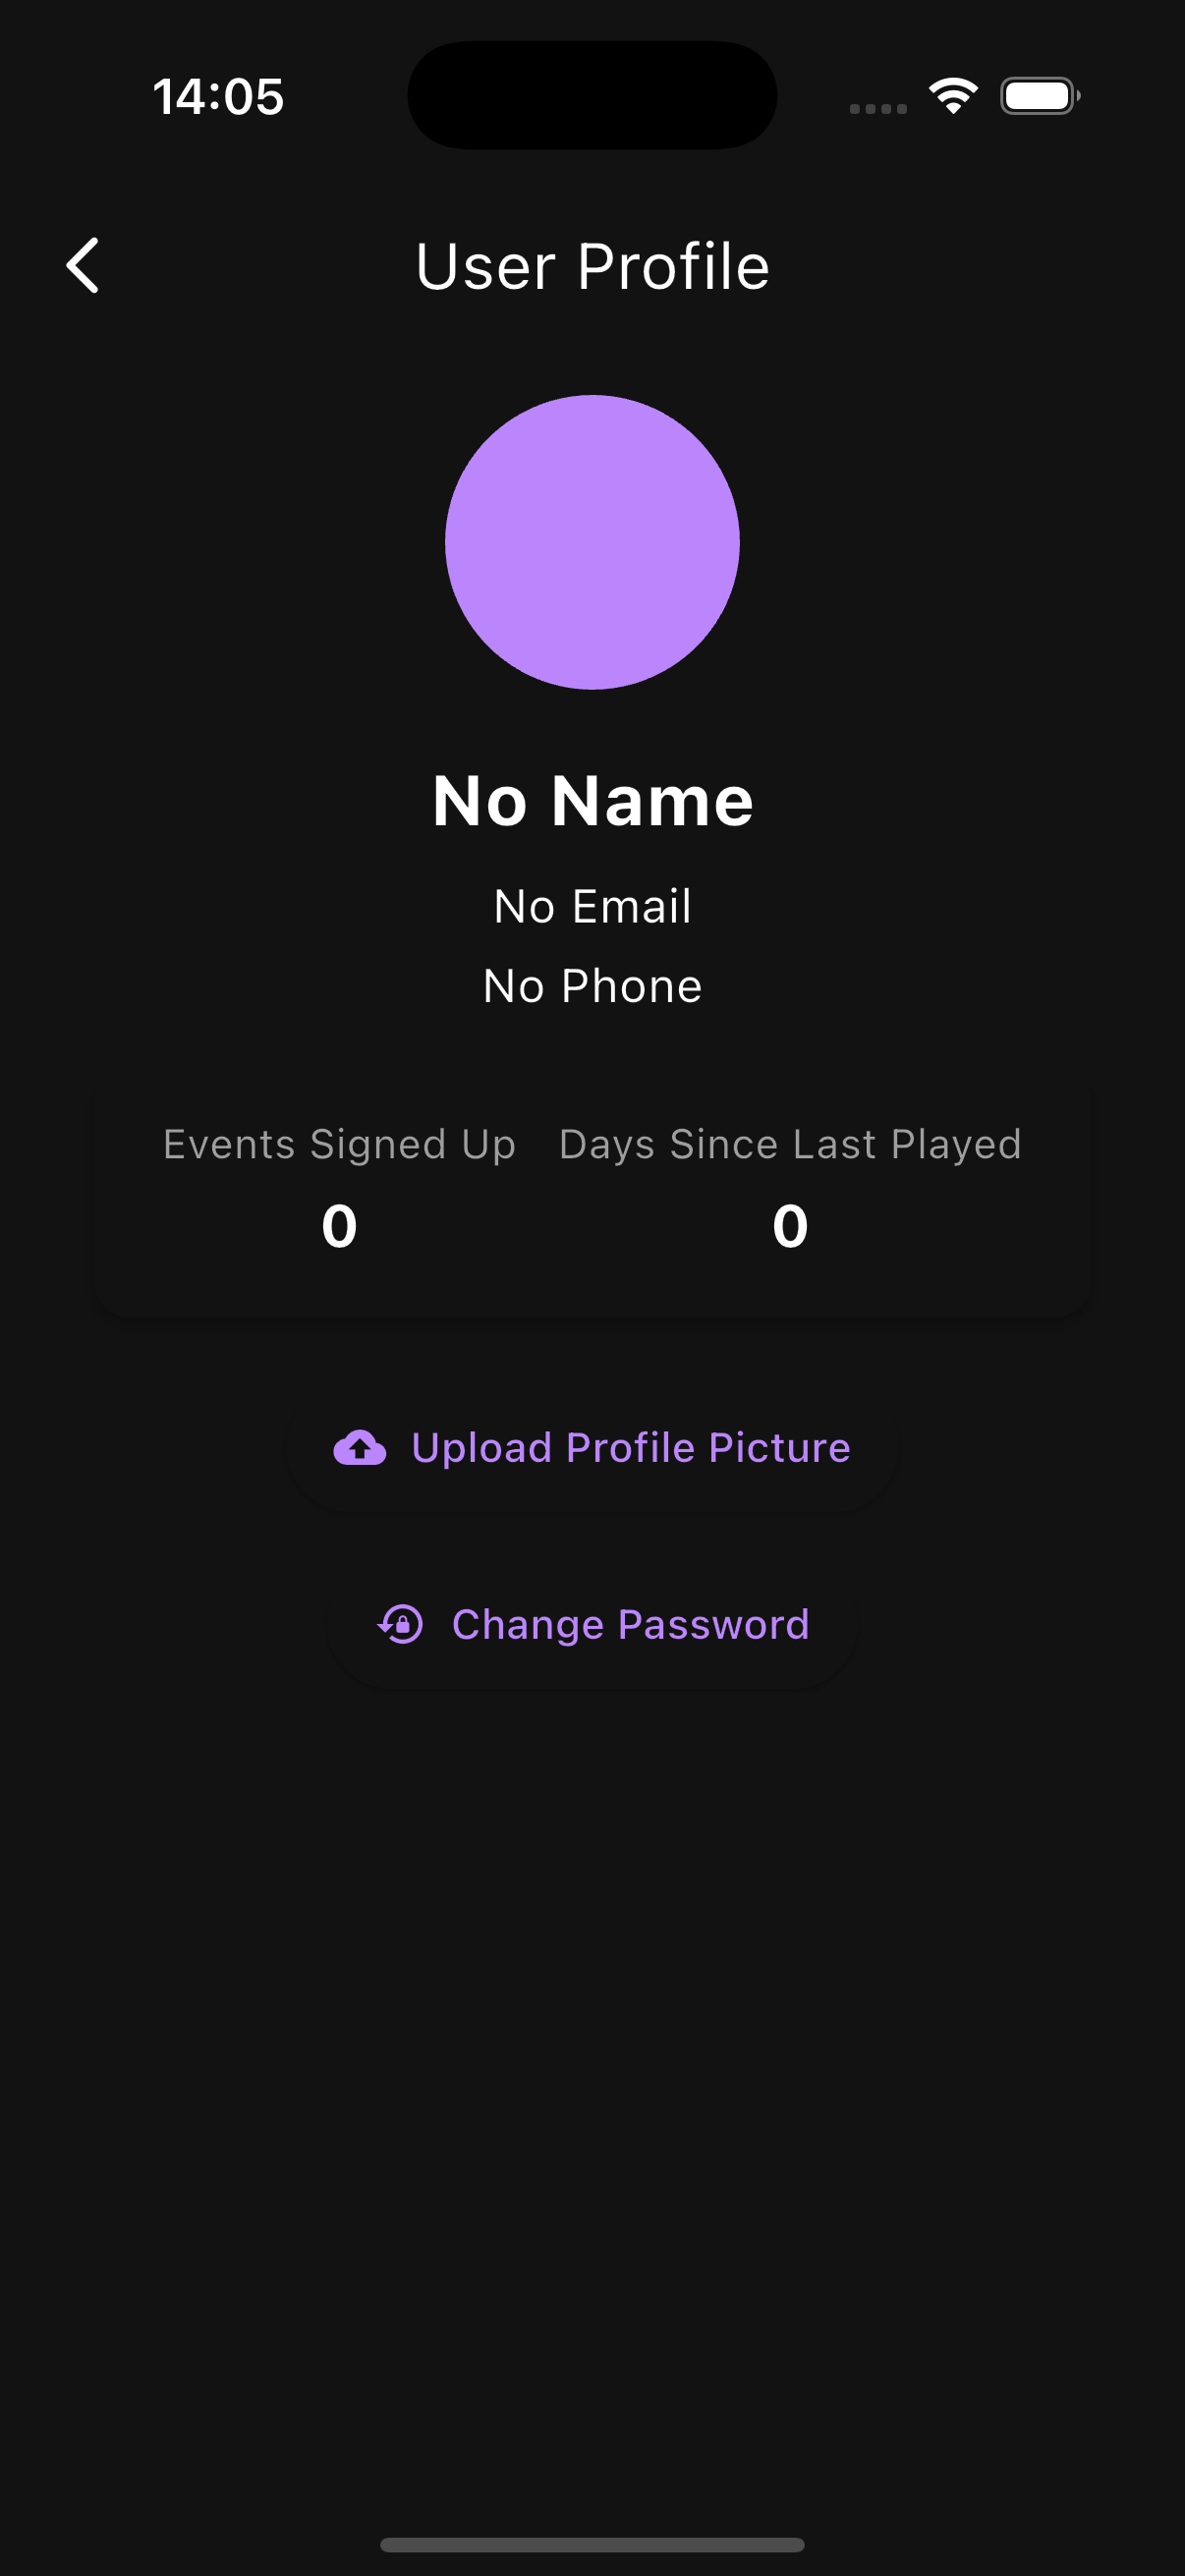 14:05
User Profile
No Name
No Email
No Phone
Events Signed Up Days Since Last Played
0 0
Upload Profile Picture
Change Password